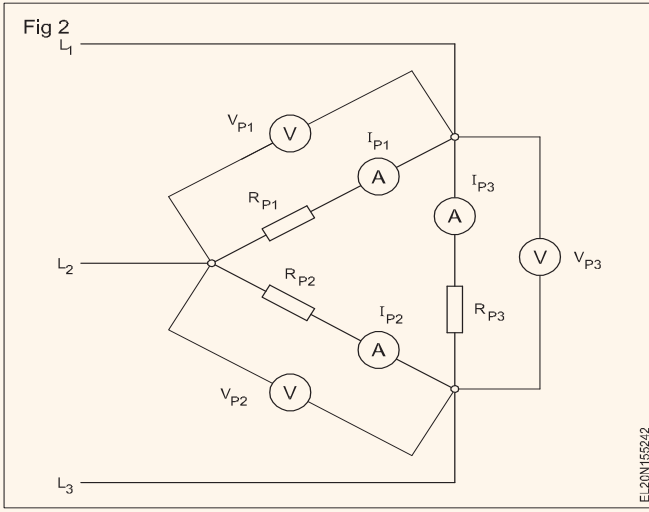 Fig 2
L1
VP1
V
IP1
A
RP1
IP3
A
L2
RP2
V
VP3
IP2
RP3
A
VP2
V
L3
EL20N155242